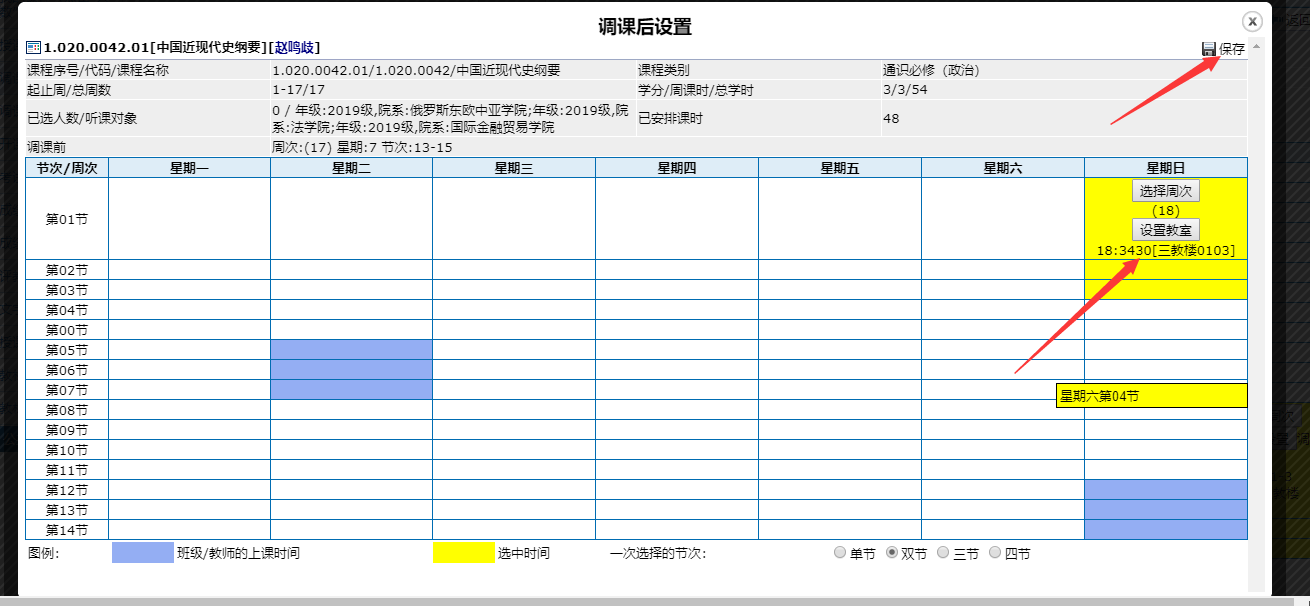 调课后设置
1.020.0042.01[中国近现代史纲要][赵鸣歧]
保存
课程序号/代码/课程名称 1.020.0042.01/1.020.0042/中国近现代史纲要 课程类别 通识必修（政治）
起止周/总周数 1-17/17 学分/周课时/总学时 3/3/54
已选人数/听课对象 0 / 年级:2019级,院系:俄罗斯东欧中亚学院;年级:2019级,院
系:法学院;年级:2019级,院系:国际金融贸易学院 已安排课时 48
调课前 周次:(17) 星期:7 节次:13-15
节次/周次 星期一 星期二 星期三 星期四 星期五 星期六 星期日
第01节
选择周次
(18)
设置教室
18:3430[三教楼0103]
第02节
第03节
第04节
第00节
第05节
第06节
第07节
星期六第04节
第08节
第09节
第10节
第11节
第12节
第13节
第14节
图例: 班级/教师的上课时间 选中时间 一次选择的节次: 单节 双节 三节 四节